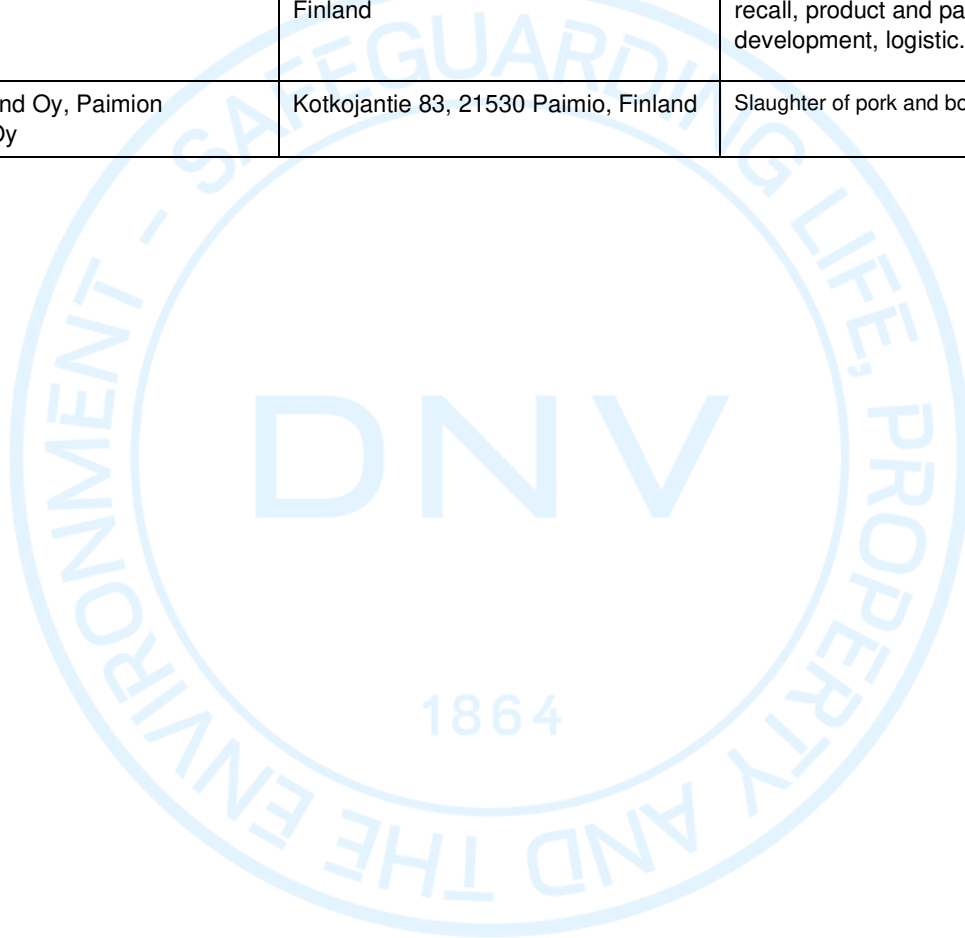 Finland
recall, product and pa
development, logistic.
nd Oy, Paimion
Oy
Kotkojantie 83, 21530 Paimio, Finland
Slaughter of pork and bo
SAFEGUARDING LIFE, PROPERTY AND THE ENVIRONMENT -
DNV
1864